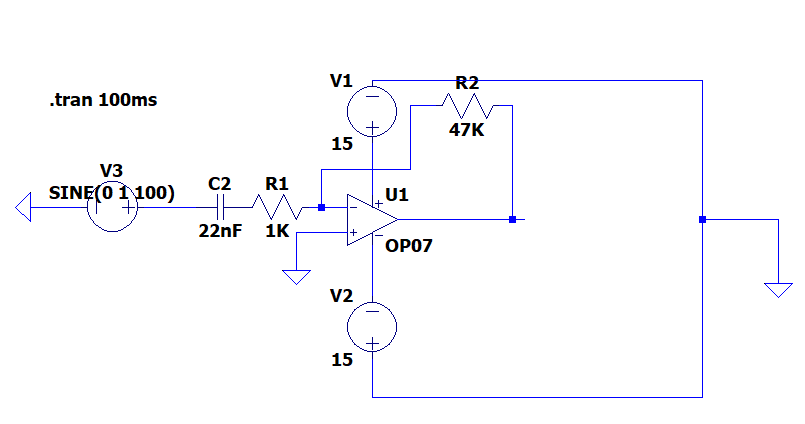 .tran 100ms
V1
15
R2
47K
V3
SINE(0 1 100)
C2
22nF
R1
1K
U1
OP07
V2
15